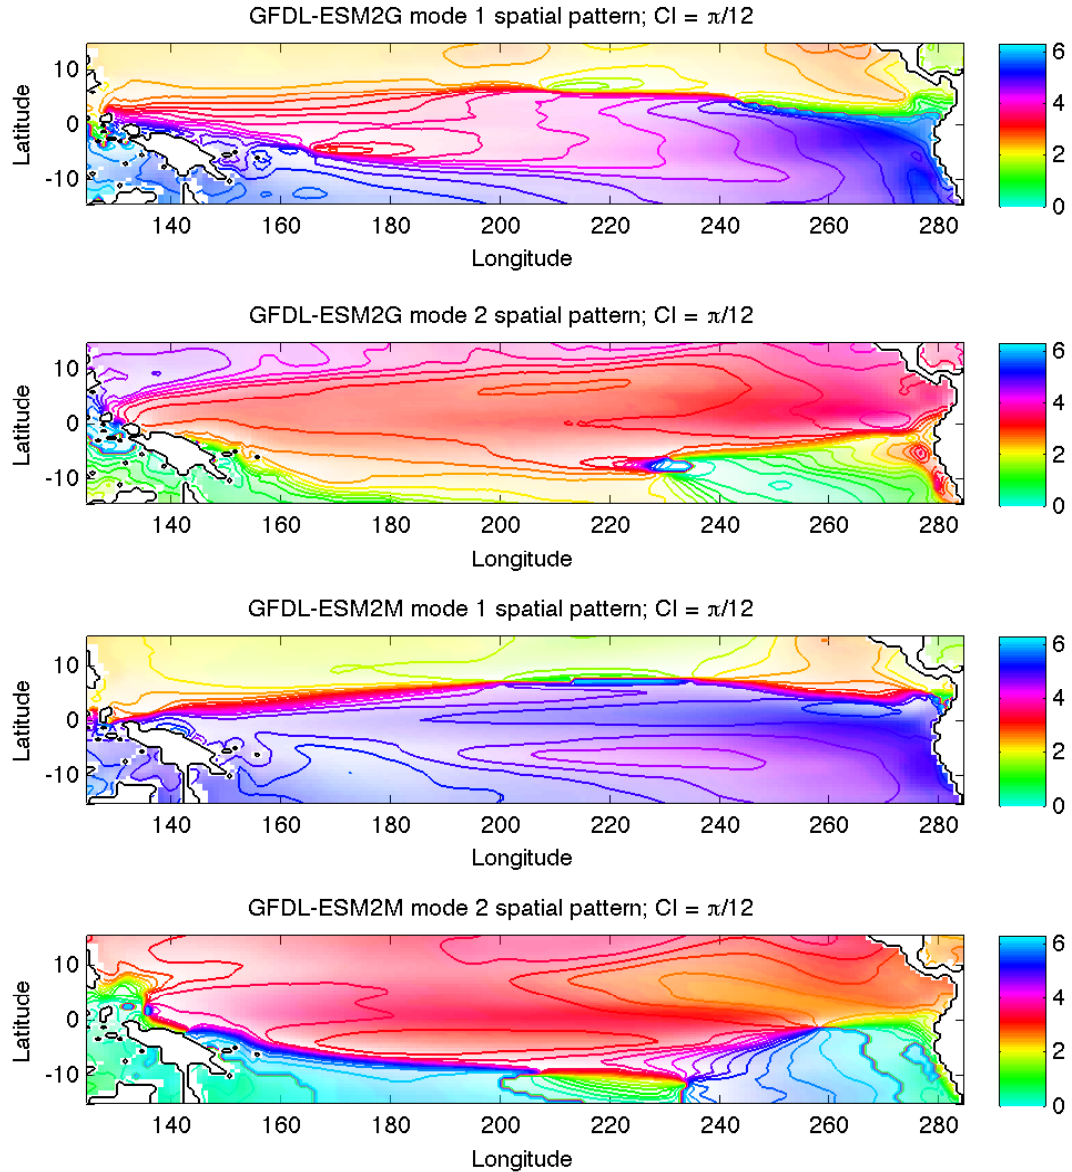 GFDL-ESM2G mode 1 spatial pattern; CI = π/12
10
0
-10
Latitude
140 160 180 200 220 240 260 280
Longitude
6
4
2
0
GFDL-ESM2G mode 2 spatial pattern; CI = π/12
10
0
-10
Latitude
140 160 180 200 220 240 260 280
Longitude
6
4
2
0
GFDL-ESM2M mode 1 spatial pattern; CI = π/12
10
0
-10
Latitude
140 160 180 200 220 240 260 280
Longitude
6
4
2
0
GFDL-ESM2M mode 2 spatial pattern; CI = π/12
10
0
-10
Latitude
140 160 180 200 220 240 260 280
Longitude
6
4
2
0